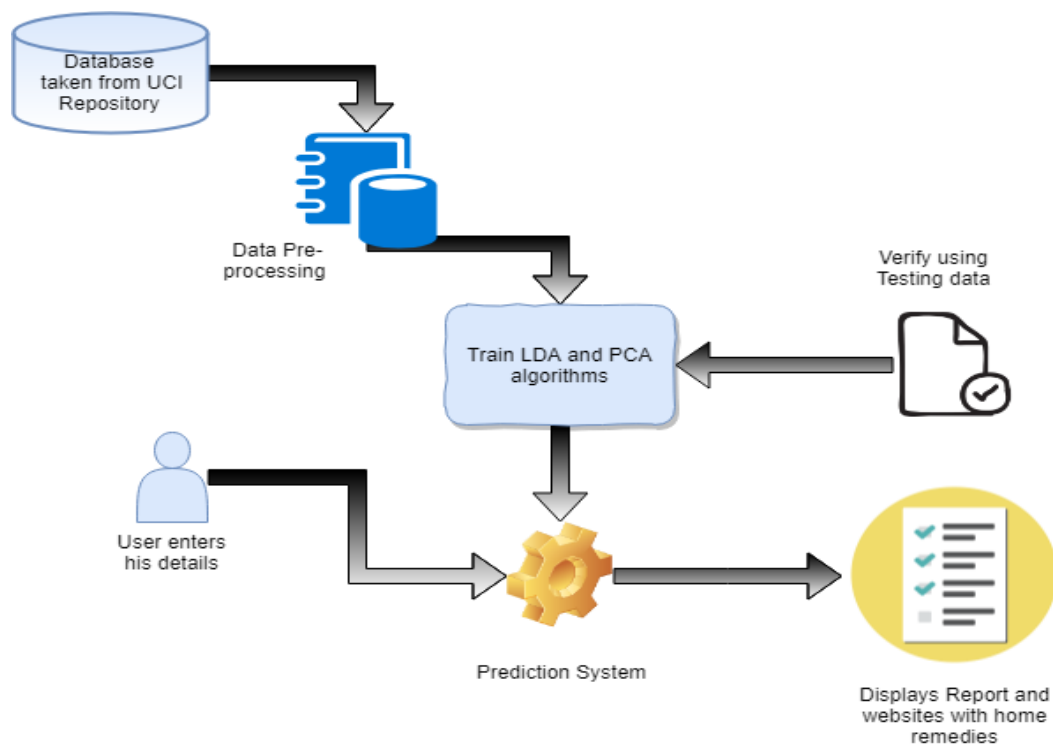 Database
taken from UCI
Repository
Data Pre-
processing
Verify using
Testing data
Train LDA and PCA
algorithms
User enters
his details
Prediction System
Displays Report and
websites with home
remedies